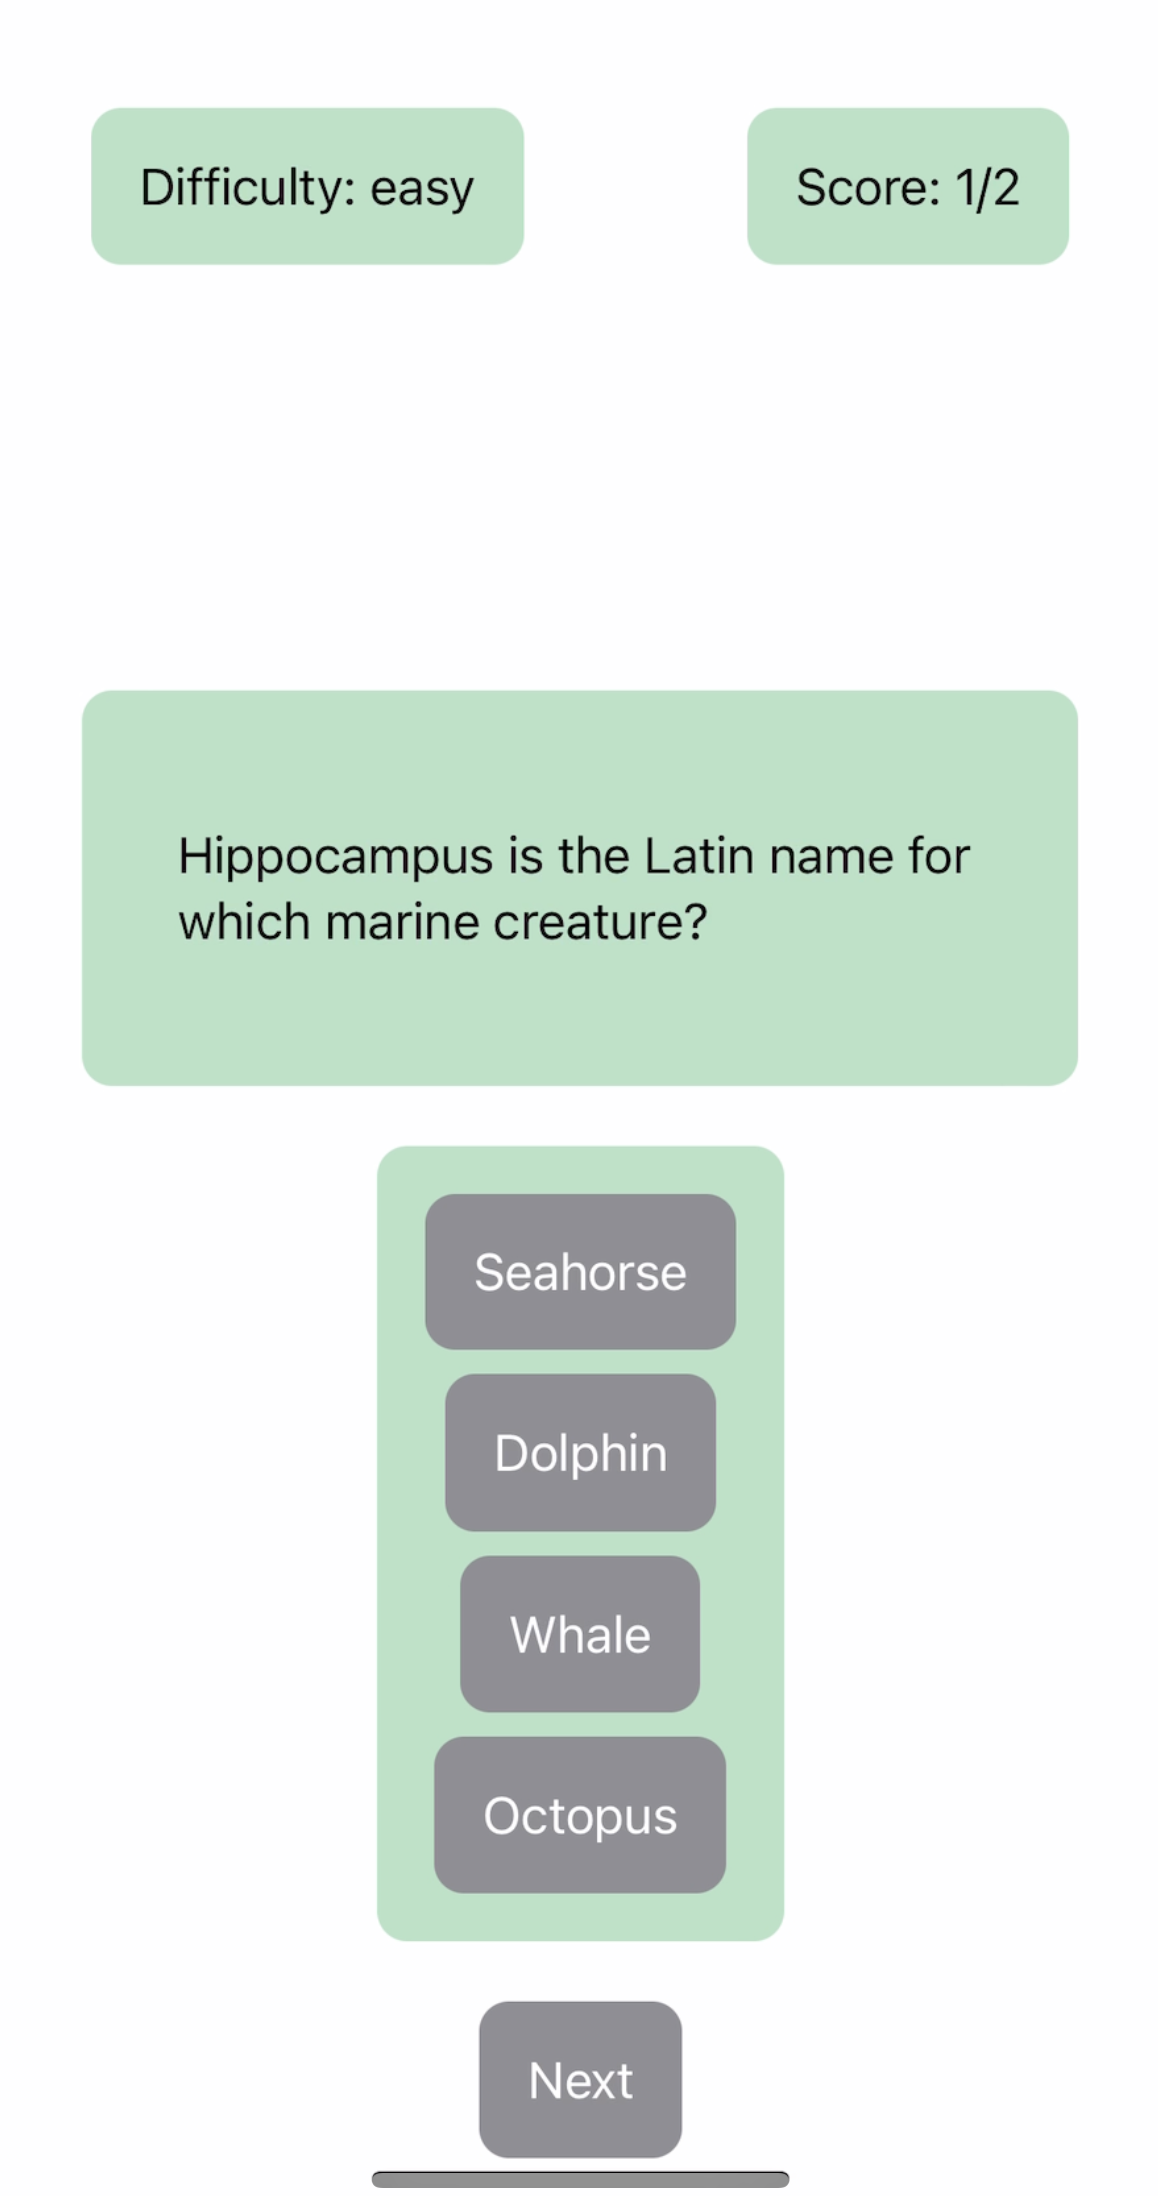 Difficulty: easy
Score: 1/2
Hippocampus is the Latin name for
which marine creature?
Seahorse
Dolphin
Whale
Octopus
Next